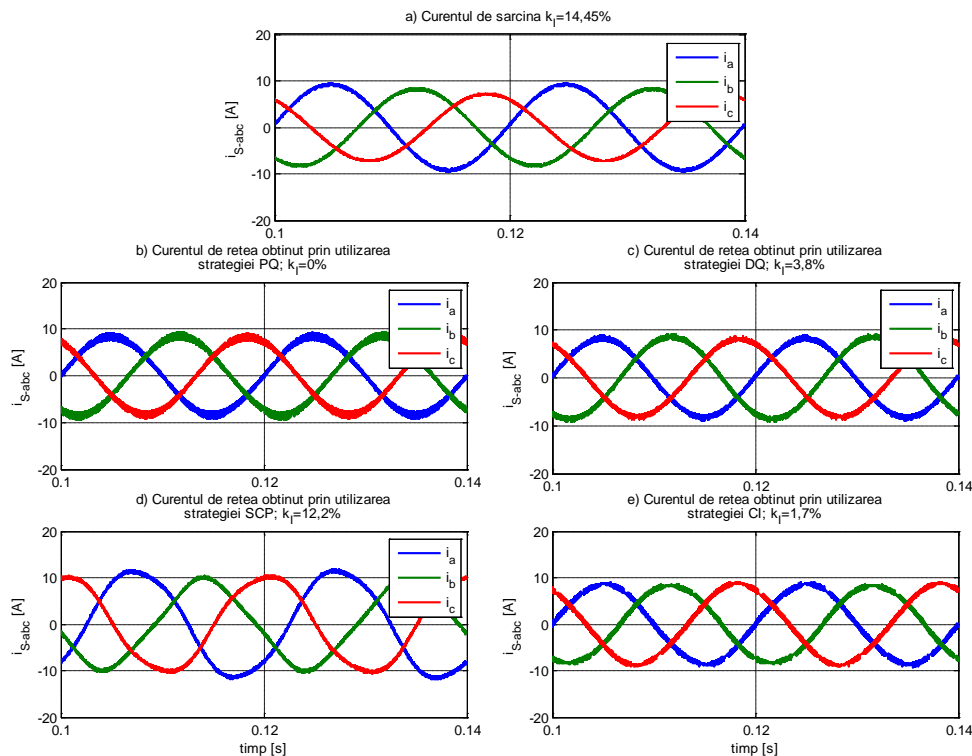 a) Curentul de sarcina k_I=14,45%
20
10
0
-10
-20
i_S-abc [A]
i_a
i_b
i_c
0.1
0.12
0.14
b) Curentul de retea obtinut prin utilizarea
strategiei PQ; k_I=0%
20
10
0
-10
-20
i_S-abc [A]
i_a
i_b
i_c
0.1
0.12
0.14
c) Curentul de retea obtinut prin utilizarea
strategiei DQ; k_I=3,8%
20
10
0
-10
-20
i_S-abc [A]
i_a
i_b
i_c
0.1
0.12
0.14
d) Curentul de retea obtinut prin utilizarea
strategiei SCP; k_I=12,2%
20
10
0
-10
-20
i_S-abc [A]
i_a
i_b
i_c
0.1
0.12
0.14
timp [s]
e) Curentul de retea obtinut prin utilizarea
strategiei CI; k_I=1,7%
20
10
0
-10
-20
i_S-abc [A]
0.1
0.12
0.14
timp [s]